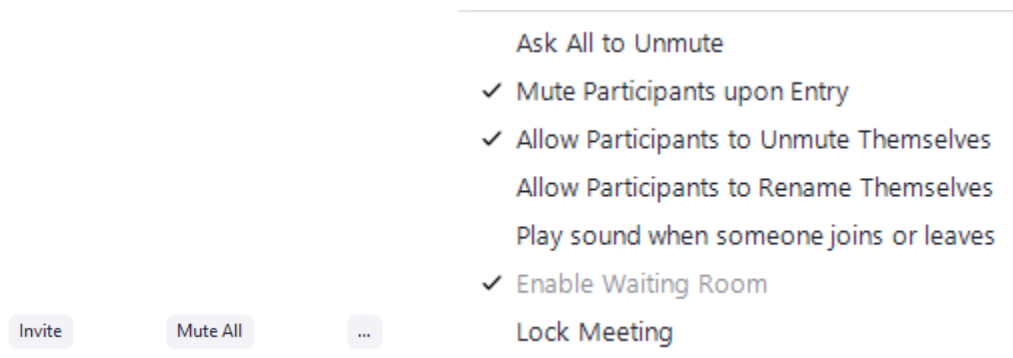 Ask All to Unmute
Mute Participants upon Entry
Allow Participants to Unmute Themselves
Allow Participants to Rename Themselves
Play sound when someone joins or leaves
Enable Waiting Room
Lock Meeting
Invite
Mute All
...